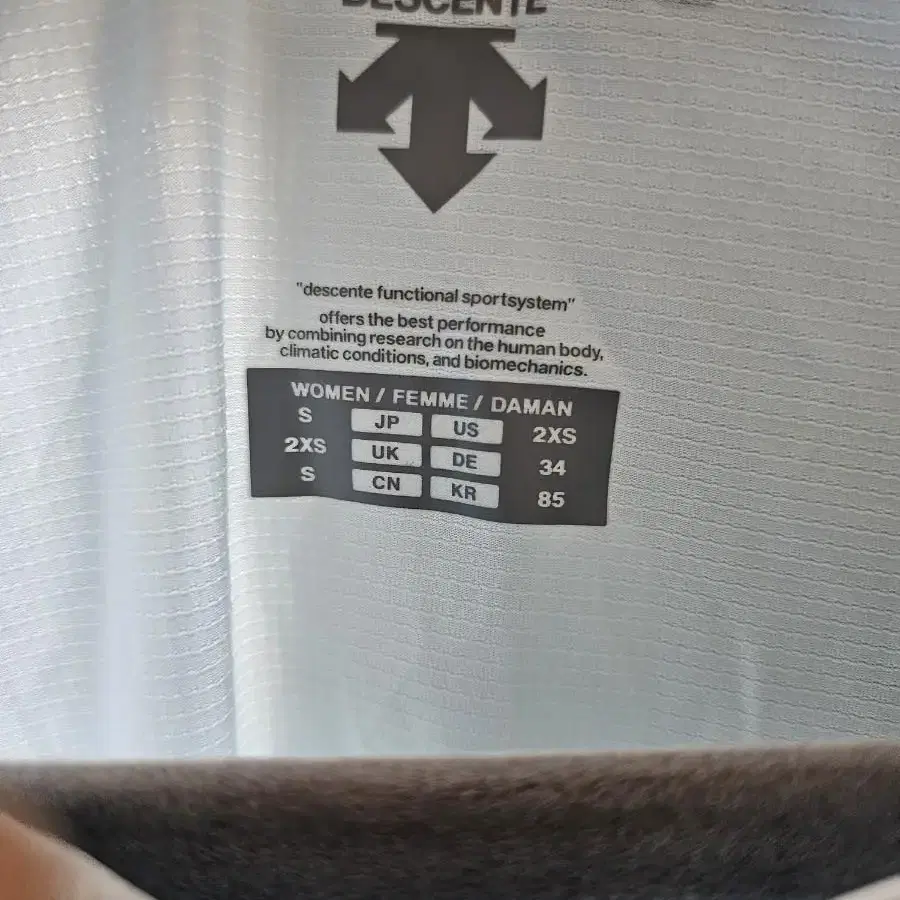 DESCENTE
"descente functional sportsystem"
offers the best performance
by combining research on the human body,
climatic conditions, and biomechanics.
WOMEN / FEMME / DAMAN
S JP US 2XS
2XS UK DE 34
S CN KR 85